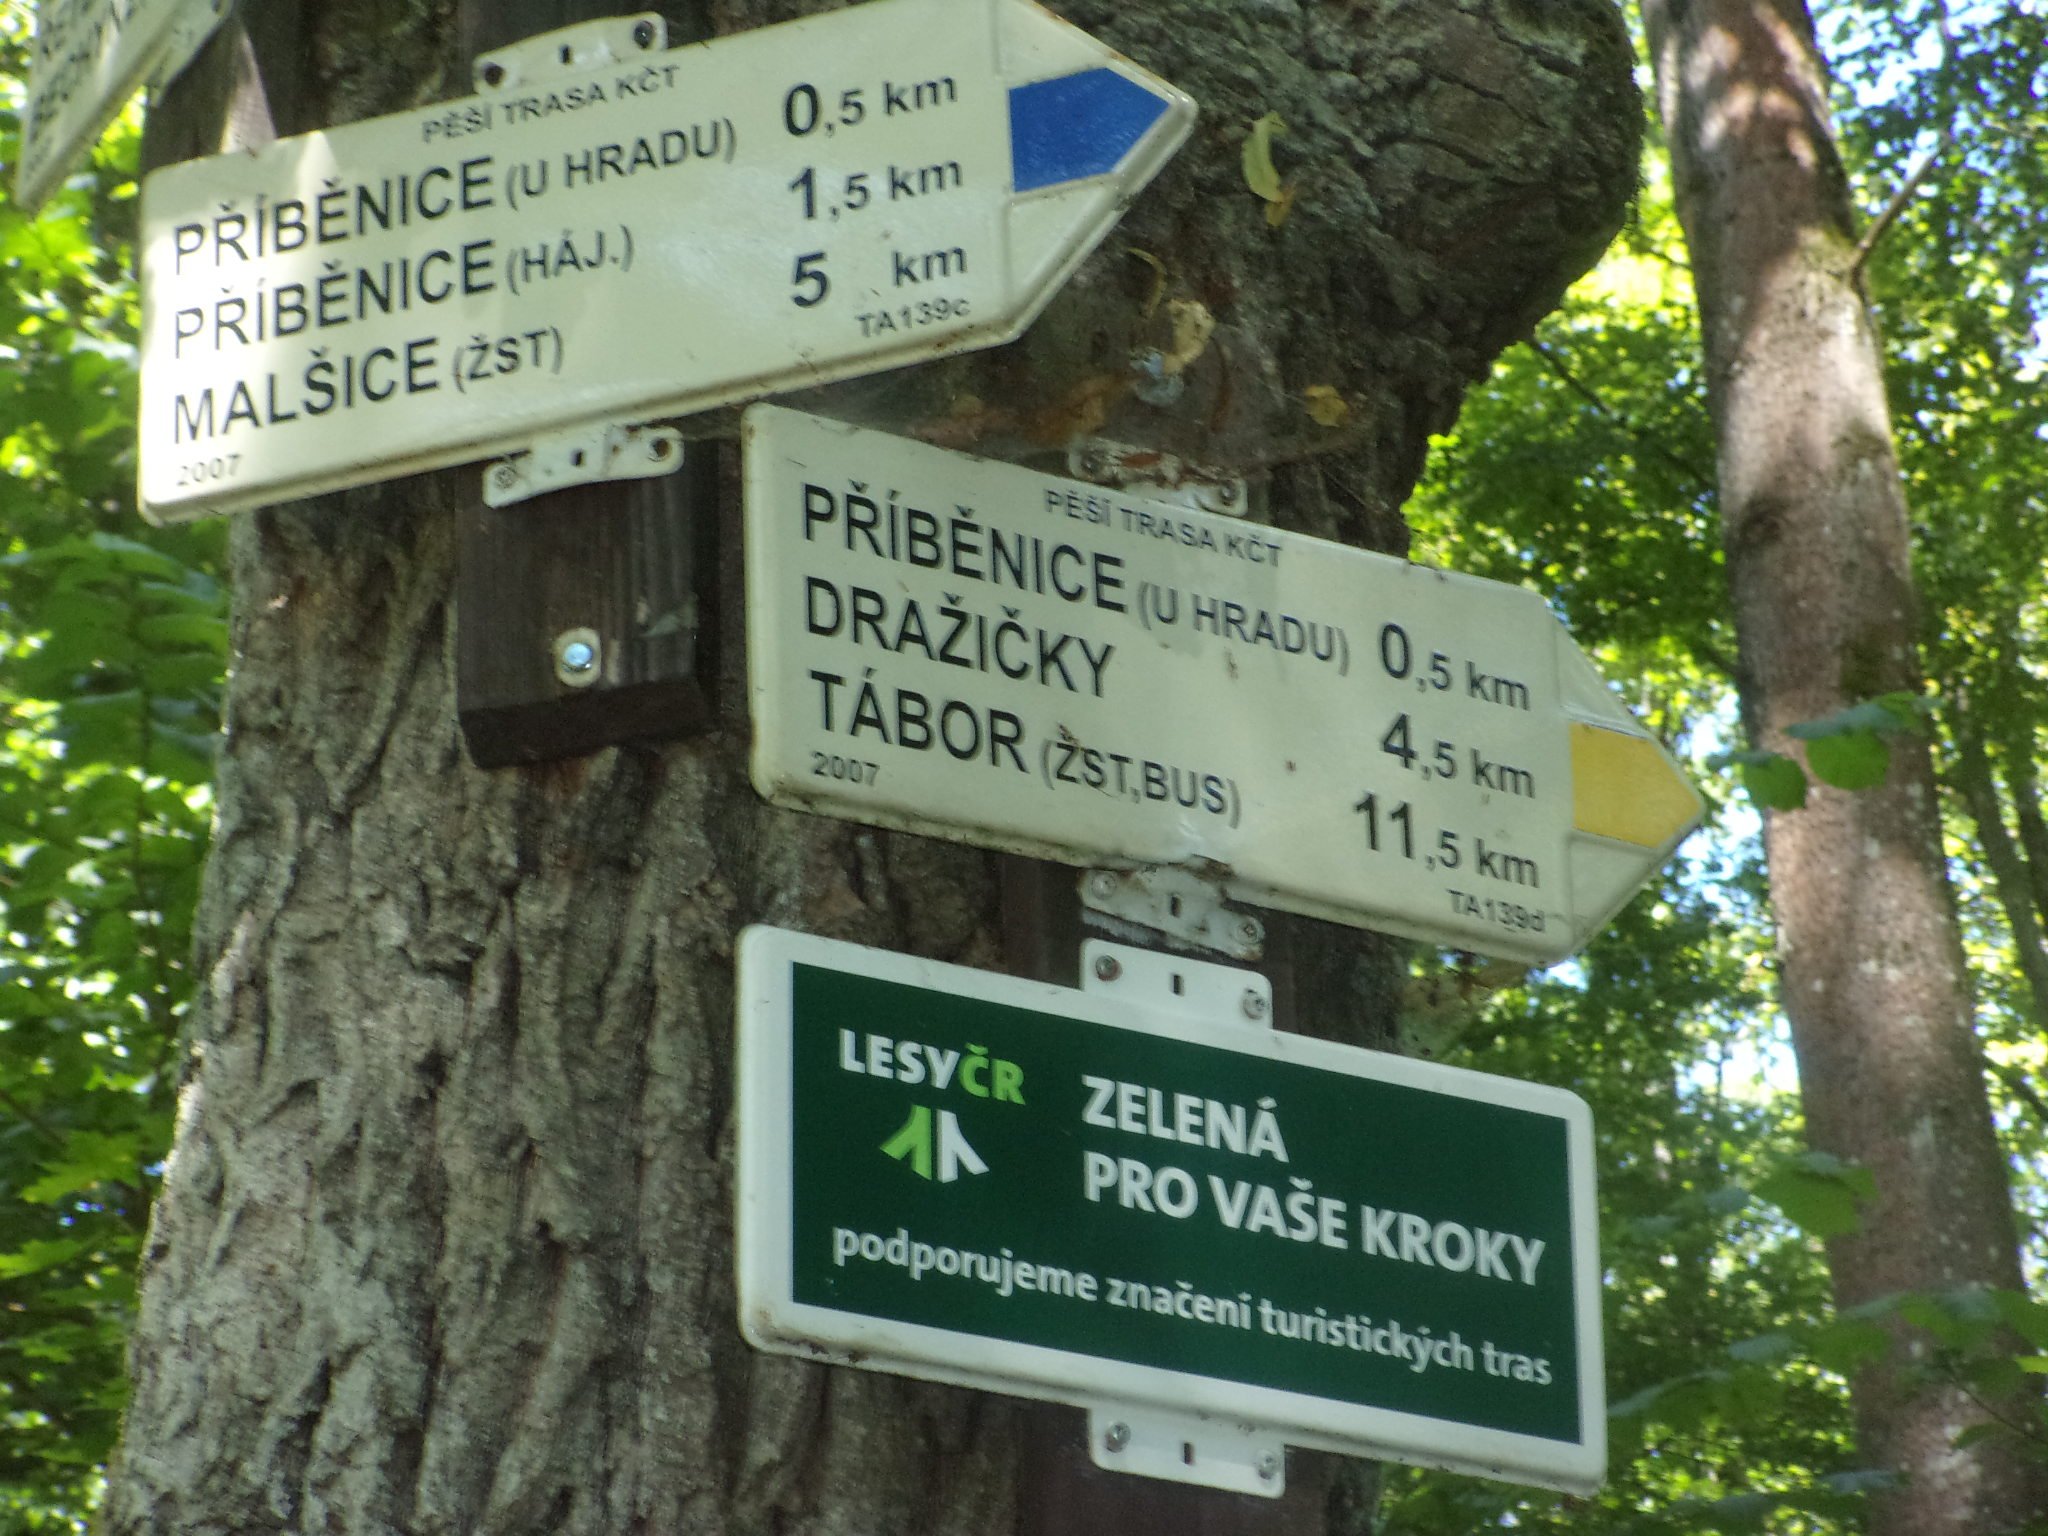 PĚŠÍ TRASA KČT
PŘÍBĚNICE (U HRADU) 0,5 km
PŘÍBĚNICE (HÁJ.) 1,5 km
MALŠICE (ŽST) 5 km
2007 TA139c
PĚŠÍ TRASA KČT
PŘÍBĚNICE (U HRADU) 0,5 km
DRAŽIČKY 4,5 km
TÁBOR (ŽST,BUS) 11,5 km
2007 TA139d
LESYČR
ZELENÁ
PRO VAŠE KROKY
podporujeme značení turistických tras